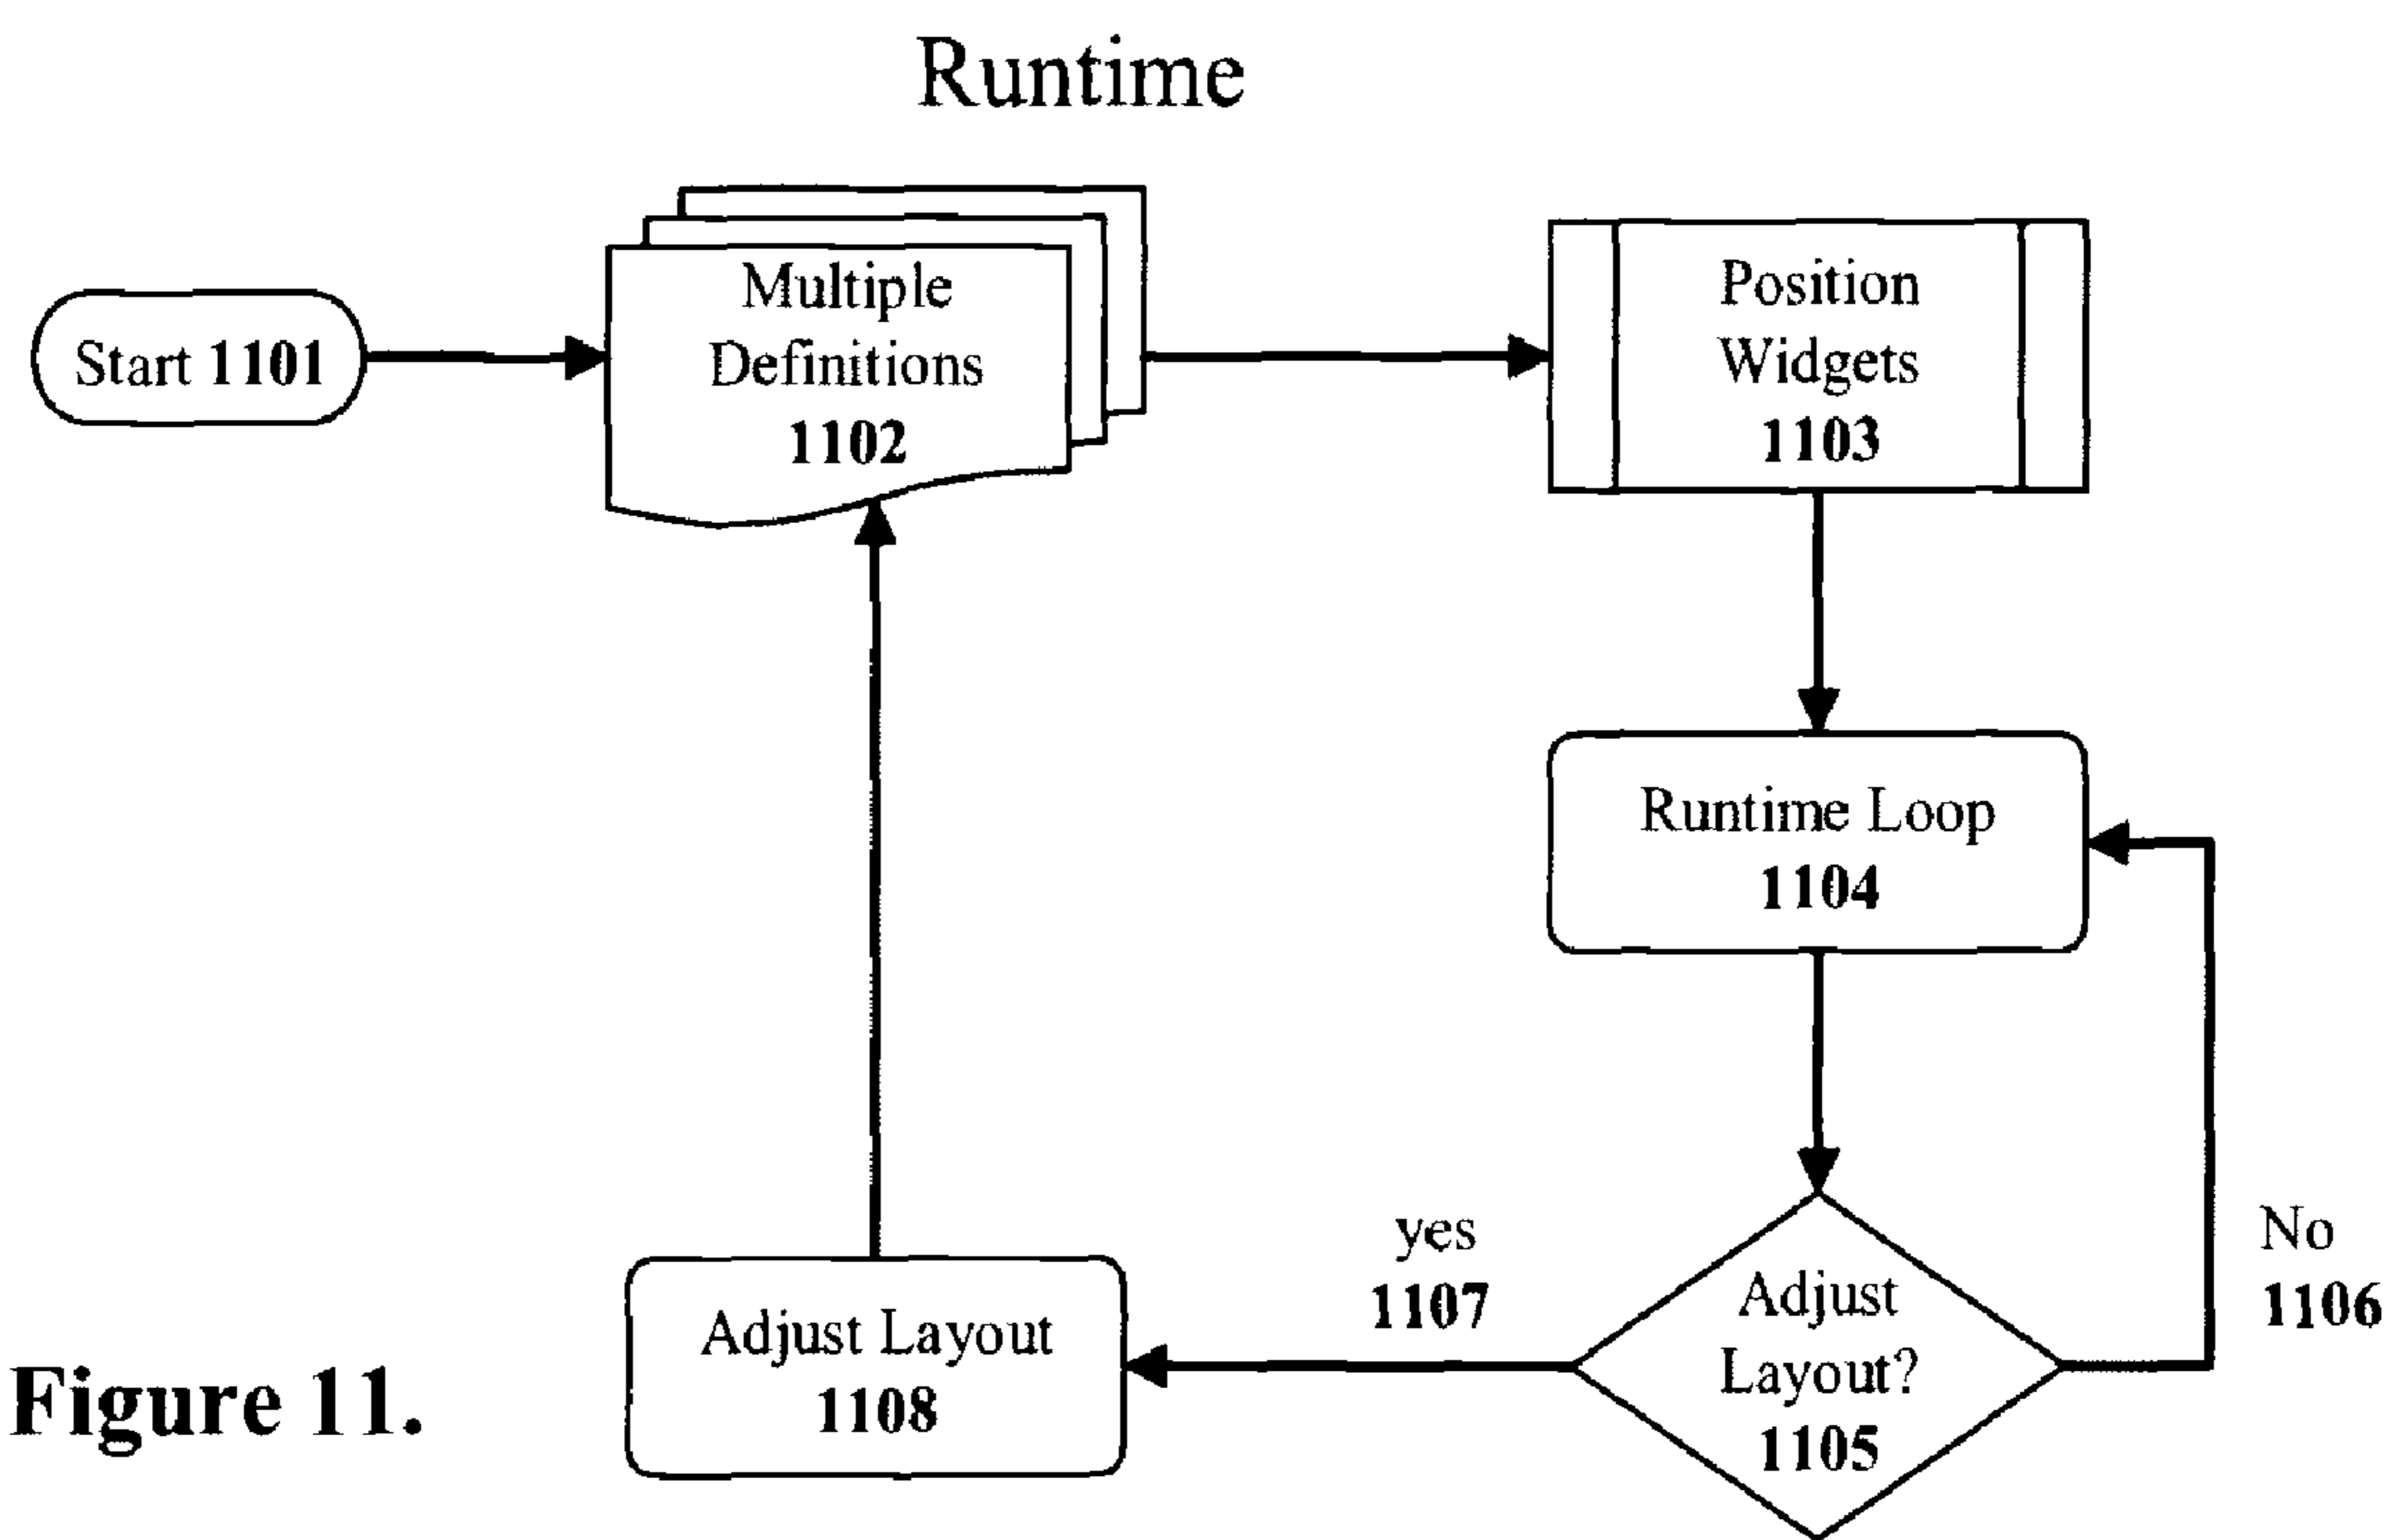 Runtime
Start 1101
Multiple
Definitions
1102
Position
Widgets
1103
Runtime Loop
1104
Adjust
Layout?
1105
No
1106
yes
1107
Adjust Layout
1108
Figure 11.